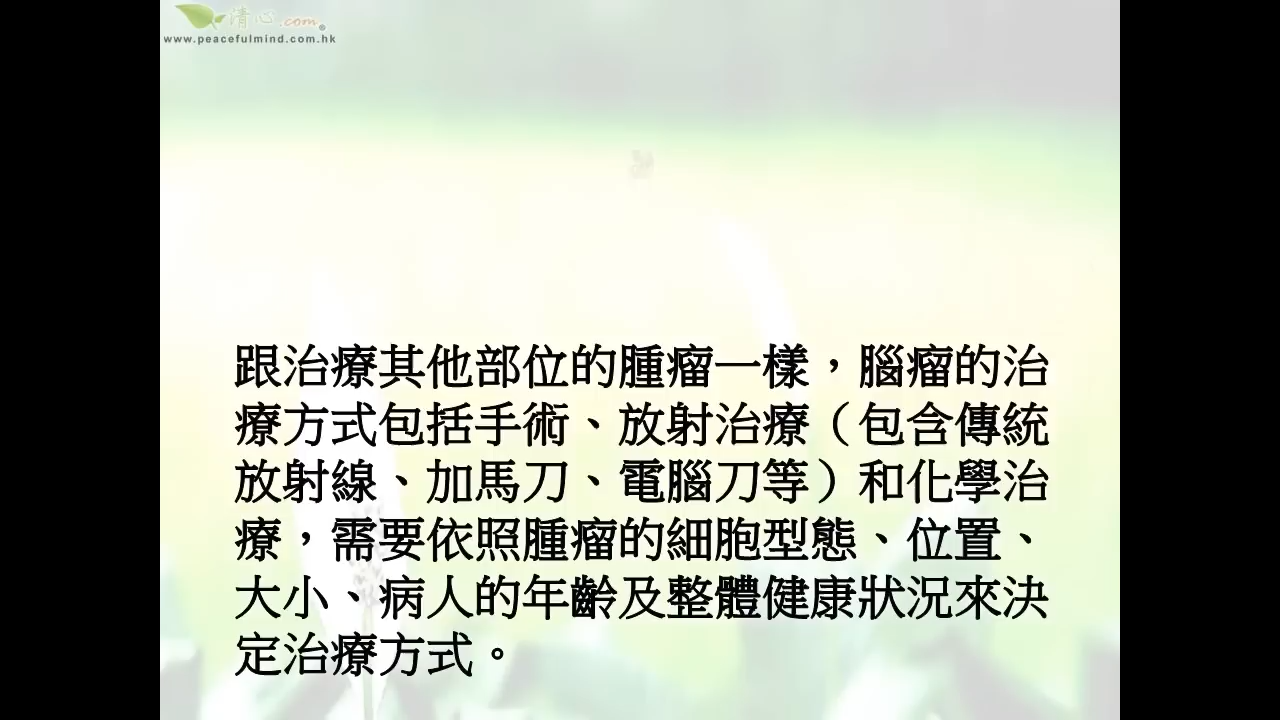 清心.com®
www.peacefulmind.com.hk
跟治療其他部位的腫瘤一樣，腦瘤的治
療方式包括手術、放射治療（包含傳統
放射線、加馬刀、電腦刀等）和化學治
療，需要依照腫瘤的細胞型態、位置、
大小、病人的年齡及整體健康狀況來決
定治療方式。